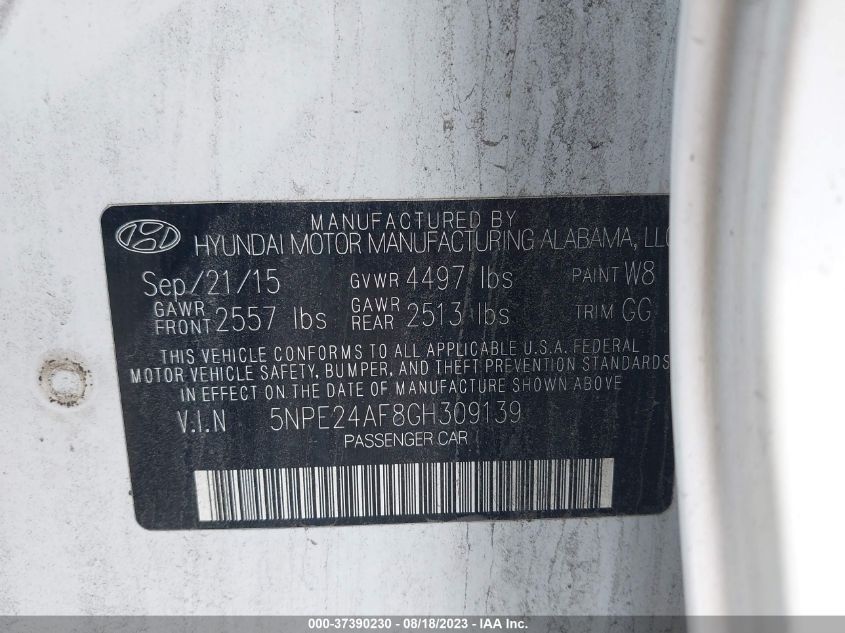 MANUFACTURED BY
HYUNDAI MOTOR MANUFACTURING ALABAMA, LLC
Sep/21/15 GVWR 4497 lbs PAINT W8
GAWR FRONT 2557 lbs GAWR REAR 2513 lbs TRIM GG
THIS VEHICLE CONFORMS TO ALL APPLICABLE U.S.A. FEDERAL
MOTOR VEHICLE SAFETY, BUMPER, AND THEFT PREVENTION STANDARDS
IN EFFECT ON THE DATE OF MANUFACTURE SHOWN ABOVE
V.I.N 5NPE24AF8GH309139
PASSENGER CAR
000-37390230 - 08/18/2023 - IAA Inc.